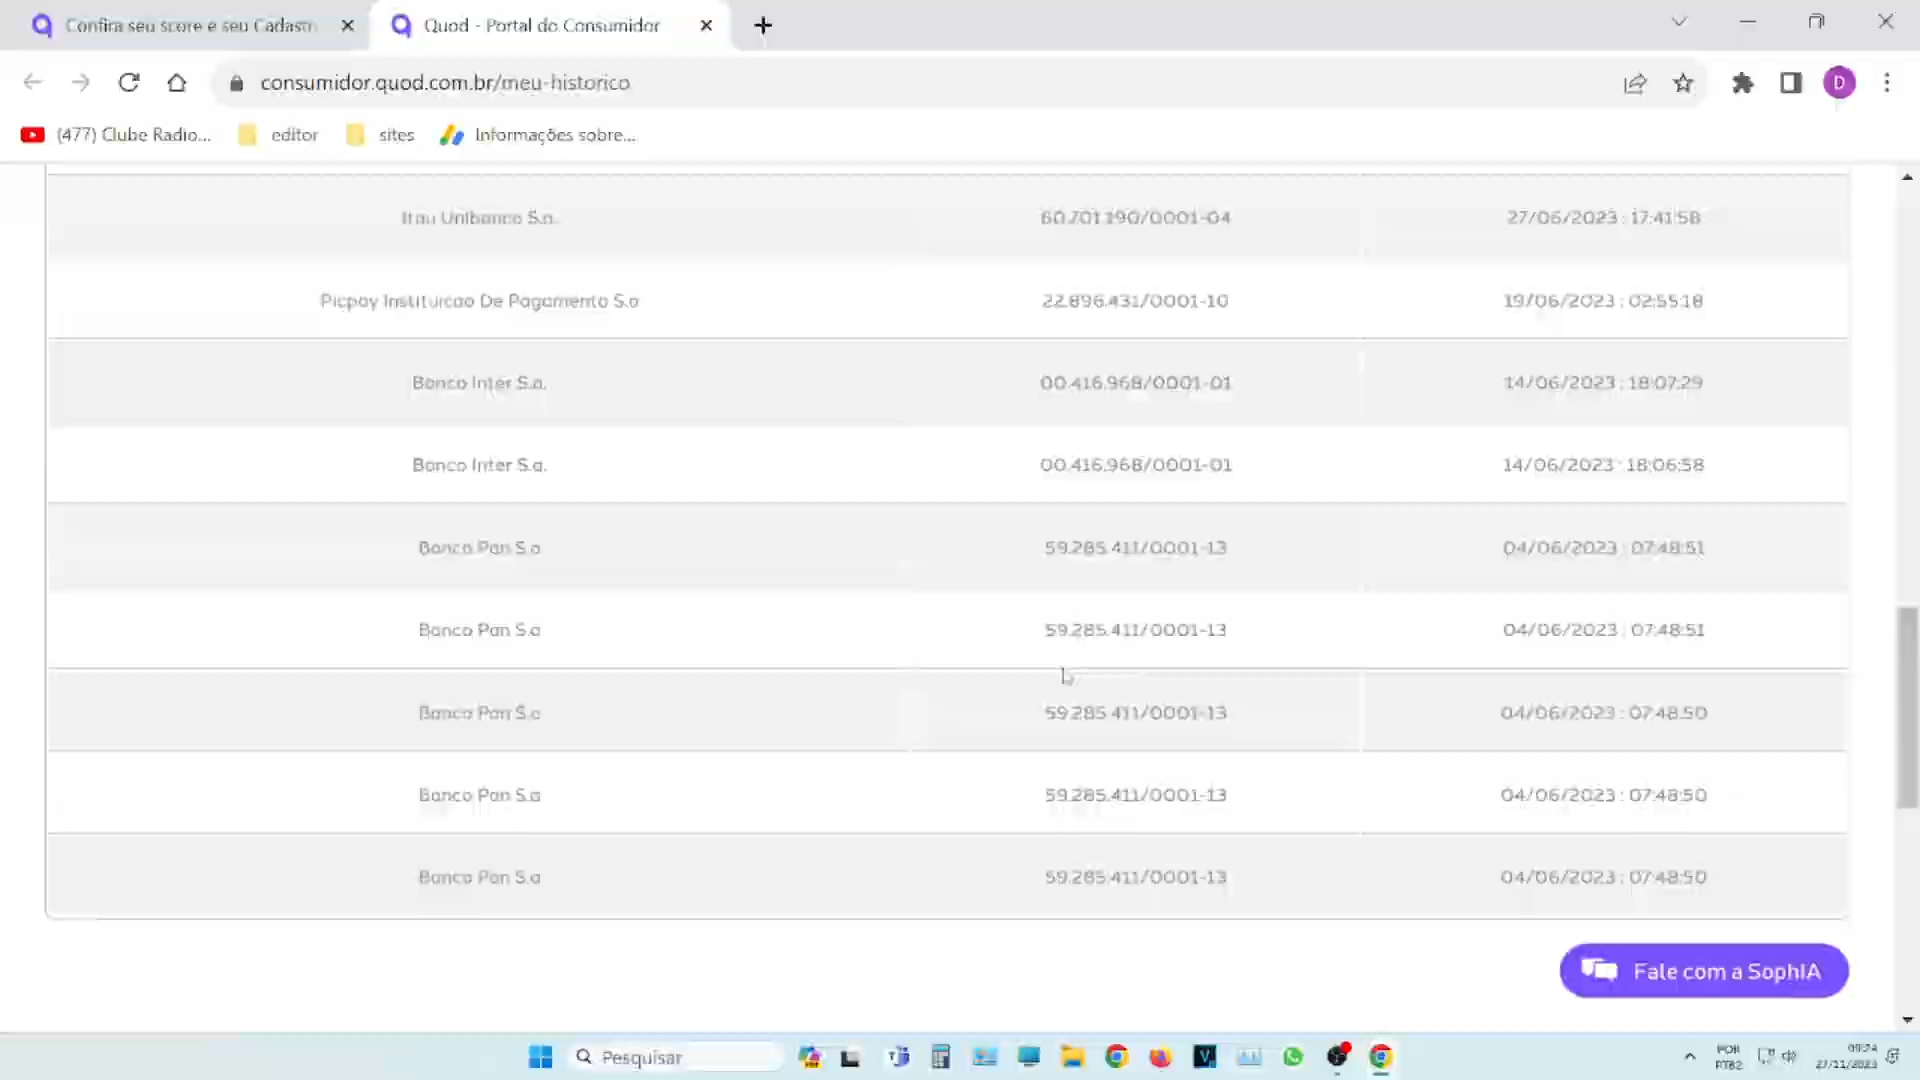 Confira seu score e seu Cadastr
Quod - Portal do Consumidor
consumidor.quod.com.br/meu-historico
D
(477) Clube Radio...
editor
sites
Informações sobre...
Itau Unibanco S.a. 60.701.190/0001-04 27/06/2023 : 17:41:58
Picpay Instituicao De Pagamento S.a 22.896.431/0001-10 19/06/2023 : 02:55:18
Banco Inter S.a. 00.416.968/0001-01 14/06/2023 : 18:07:29
Banco Inter S.a. 00.416.968/0001-01 14/06/2023 : 18:06:58
Banco Pan S.a 59.285.411/0001-13 04/06/2023 : 07:48:51
Banco Pan S.a 59.285.411/0001-13 04/06/2023 : 07:48:51
Banco Pan S.a 59.285.411/0001-13 04/06/2023 : 07:48:50
Banco Pan S.a 59.285.411/0001-13 04/06/2023 : 07:48:50
Banco Pan S.a 59.285.411/0001-13 04/06/2023 : 07:48:50
Fale com a SophIA
Pesquisar
POR
PTB2
09:24
27/11/2023